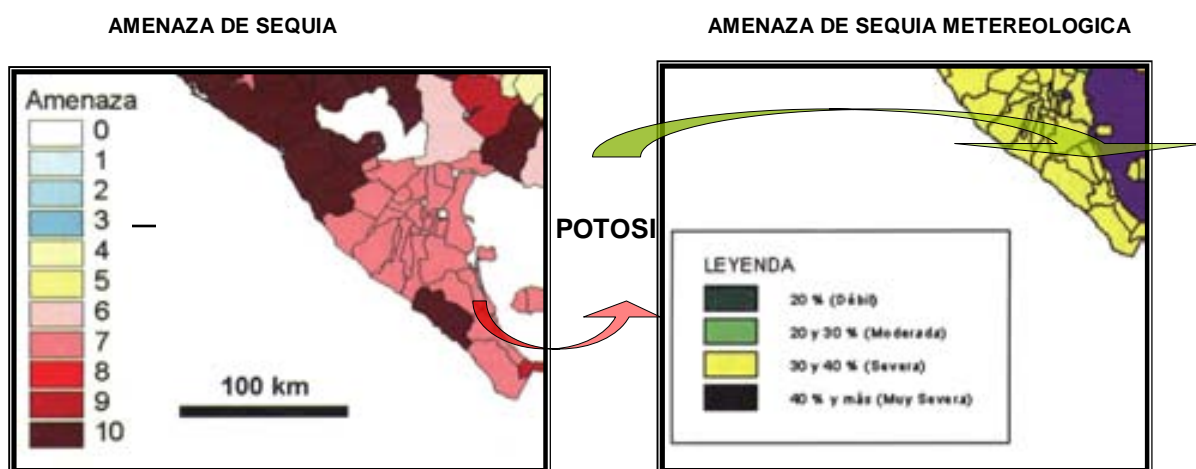 AMENAZA DE SEQUIA
AMENAZA DE SEQUIA METEREOLOGICA
Amenaza
0
1
2
3
4
5
6
7
8
9
10
100 km
POTOSI
LEYENDA
20 % (Débil)
20 y 30 % (Moderada)
30 y 40 % (Severa)
40 % y más (Muy Severa)